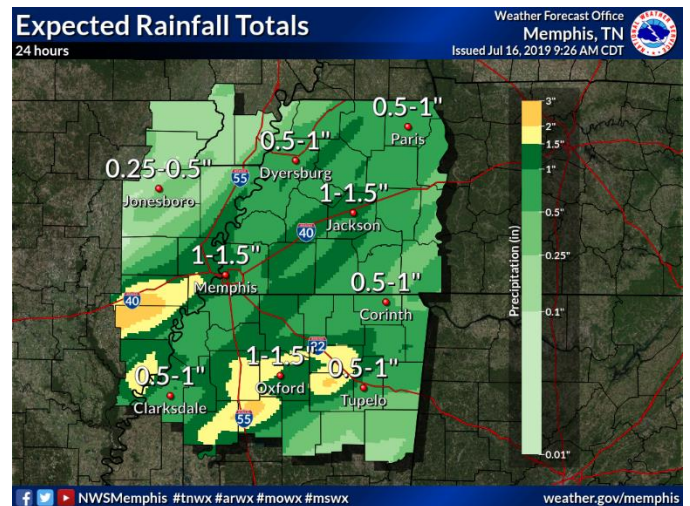 Expected Rainfall Totals
24 hours
Weather Forecast Office
Memphis, TN
Issued Jul 16, 2019 9:26 AM CDT
0.5-1"
Paris
0.5-1"
Dyersburg
0.25-0.5"
Jonesboro
55
1-1.5"
Jackson
40
1-1.5"
Memphis
40
0.5-1"
Corinth
22
1-1.5"
Oxford
0.5-1"
Tupelo
0.5-1"
Clarksdale
55
Precipitation (in)
3"
2"
1.5"
1"
0.5"
0.25"
0.1"
0.01"
NWSMemphis #tnwx #arwx #mowx #mswx
weather.gov/memphis